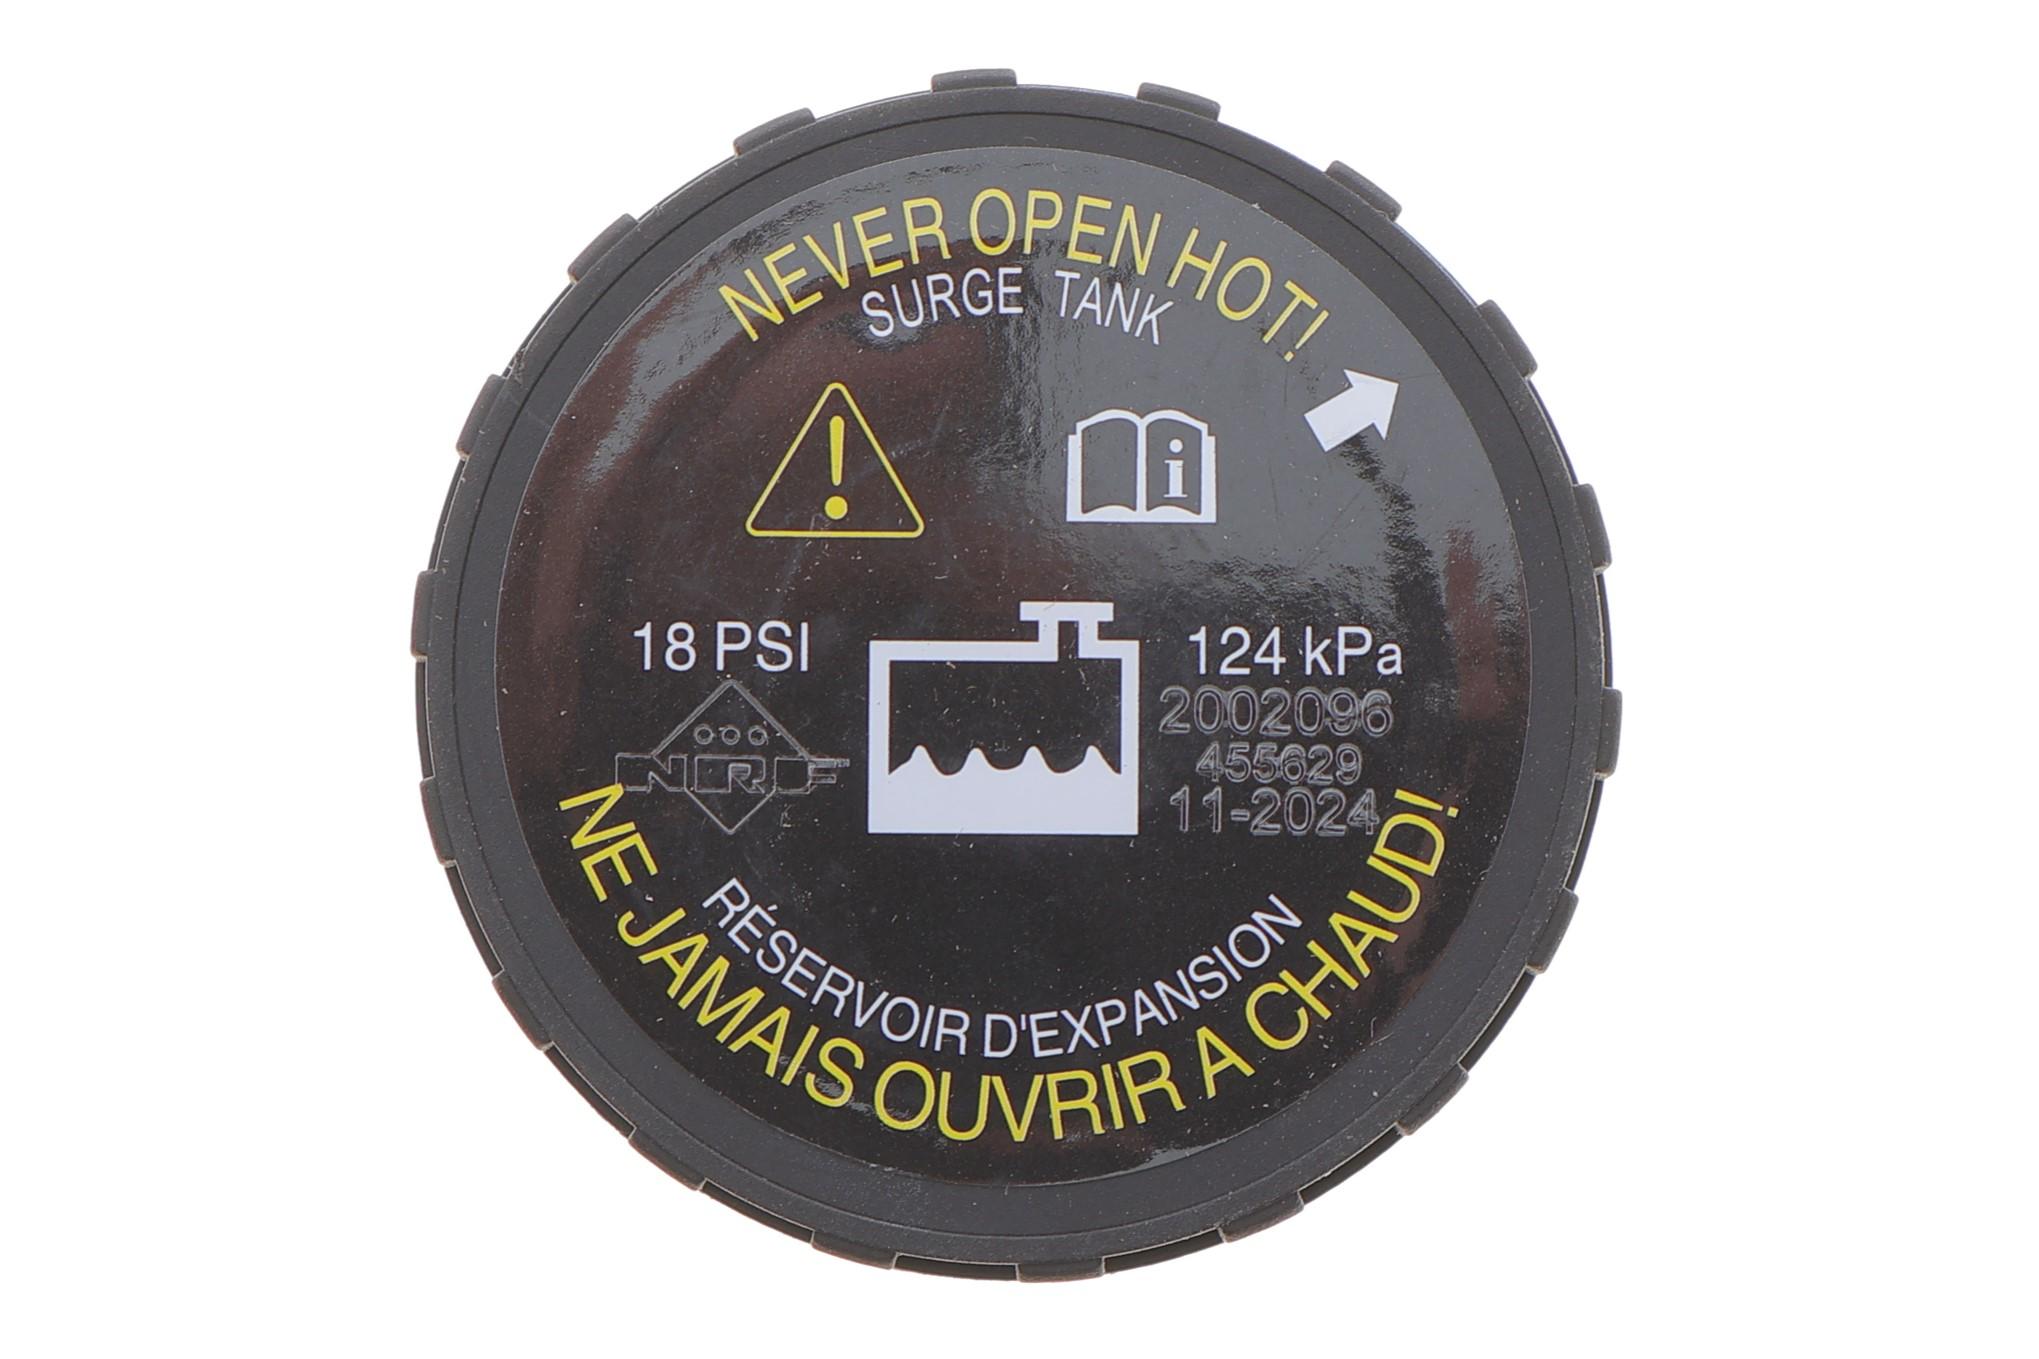 NEVER OPEN HOT!
SURGE TANK
i
18 PSI
124 kPa
2002096
NRF
455629
11-2024
RÉSERVOIR D'EXPANSION
NE JAMAIS OUVRIR A CHAUD!